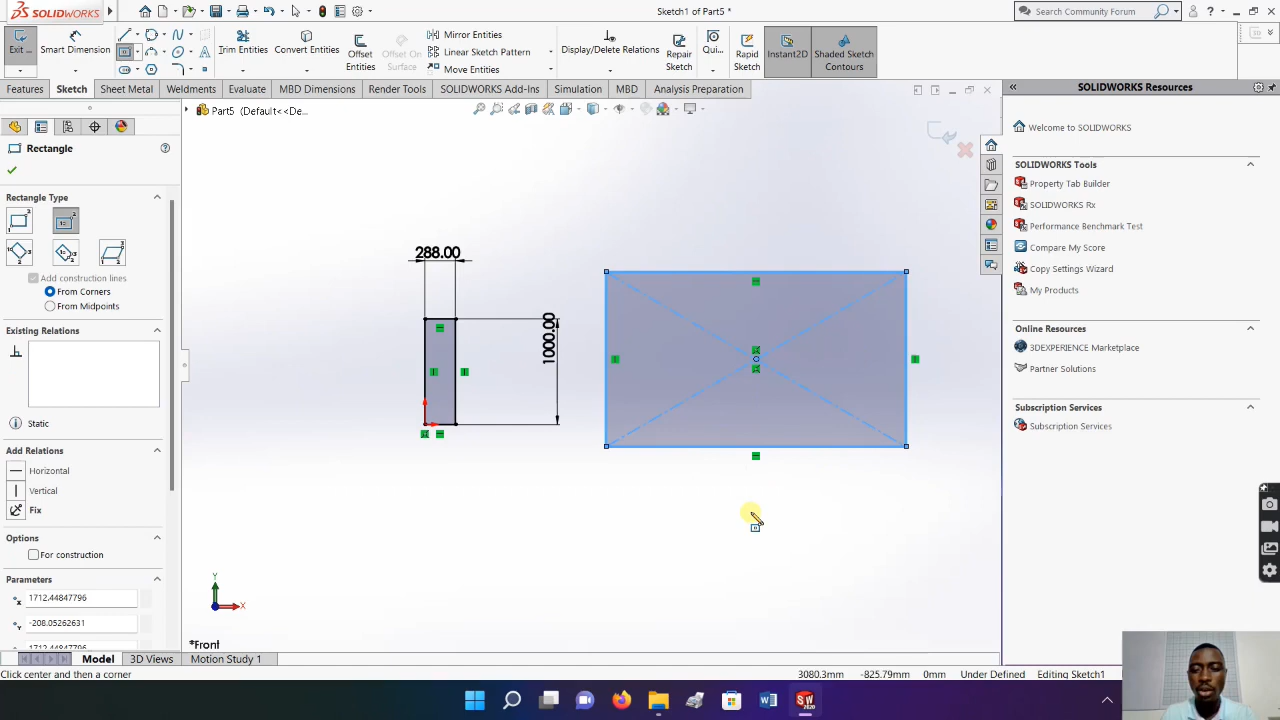 SOLIDWORKS
Sketch1 of Part5 *
Search Community Forum
Exit ...
Smart Dimension
Trim Entities
Convert Entities
Offset Entities
Offset On Surface
Mirror Entities
Linear Sketch Pattern
Move Entities
Display/Delete Relations
Repair Sketch
Qui...
Rapid Sketch
Instant2D
Shaded Sketch Contours
Features
Sketch
Sheet Metal
Weldments
Evaluate
MBD Dimensions
Render Tools
SOLIDWORKS Add-Ins
Simulation
MBD
Analysis Preparation
SOLIDWORKS Resources
Part5 (Default<<De...
Rectangle
Rectangle Type
Add construction lines
From Corners
From Midpoints
Existing Relations
Static
Add Relations
Horizontal
Vertical
Fix
Options
For construction
Parameters
1712.44847796
-208.05262631
1712.44847796
288.00
1000.00
Y
X
*Front
Welcome to SOLIDWORKS
SOLIDWORKS Tools
Property Tab Builder
SOLIDWORKS Rx
Performance Benchmark Test
Compare My Score
Copy Settings Wizard
My Products
Online Resources
3DEXPERIENCE Marketplace
Partner Solutions
Subscription Services
Subscription Services
Model
3D Views
Motion Study 1
Click center and then a corner
3080.3mm
-825.79mm
0mm
Under Defined
Editing Sketch1